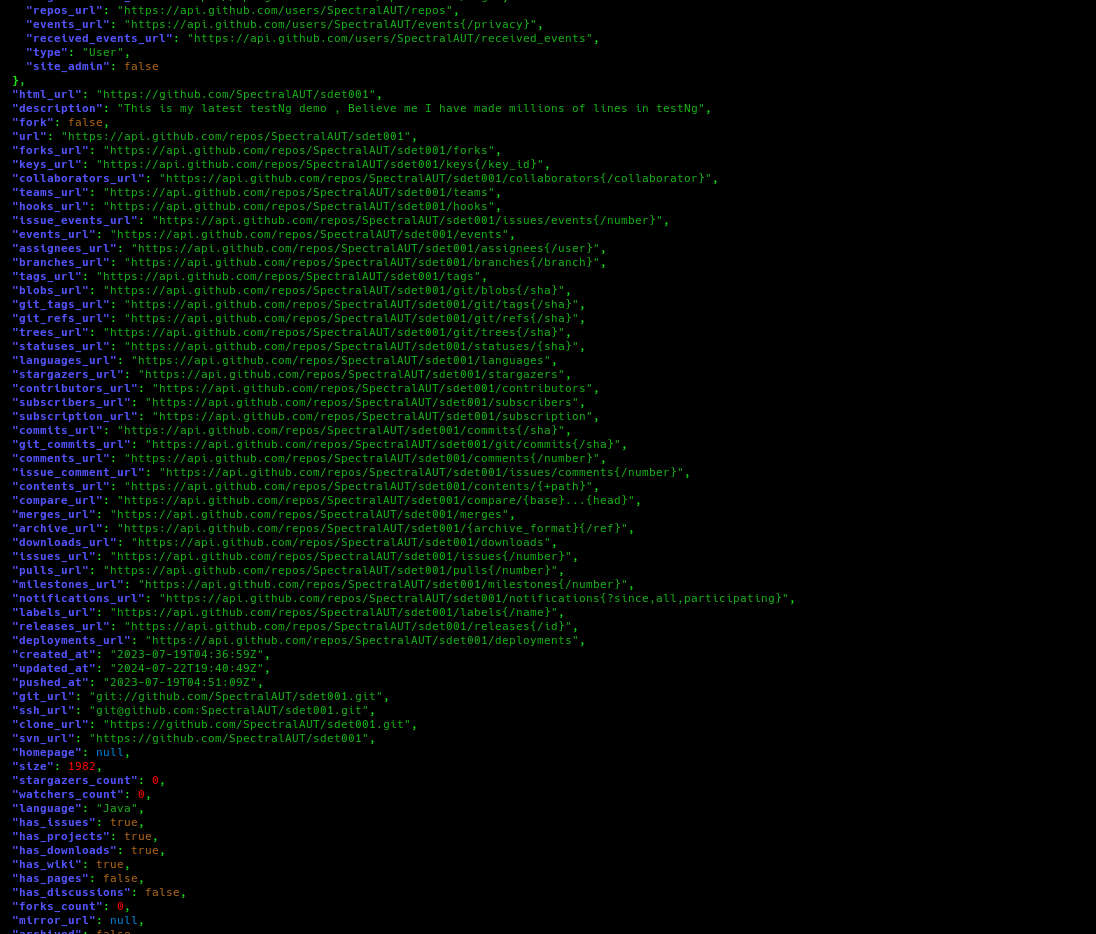 "repos_url": "https://api.github.com/users/SpectralAUT/repos",
"events_url": "https://api.github.com/users/SpectralAUT/events{/privacy}",
"received_events_url": "https://api.github.com/users/SpectralAUT/received_events",
"type": "User",
"site_admin": false
},
"html_url": "https://github.com/SpectralAUT/sdet001",
"description": "This is my latest testNg demo , Believe me I have made millions of lines in testNg",
"fork": false,
"url": "https://api.github.com/repos/SpectralAUT/sdet001",
"forks_url": "https://api.github.com/repos/SpectralAUT/sdet001/forks",
"keys_url": "https://api.github.com/repos/SpectralAUT/sdet001/keys{/key_id}",
"collaborators_url": "https://api.github.com/repos/SpectralAUT/sdet001/collaborators{/collaborator}",
"teams_url": "https://api.github.com/repos/SpectralAUT/sdet001/teams",
"hooks_url": "https://api.github.com/repos/SpectralAUT/sdet001/hooks",
"issue_events_url": "https://api.github.com/repos/SpectralAUT/sdet001/issues/events{/number}",
"events_url": "https://api.github.com/repos/SpectralAUT/sdet001/events",
"assignees_url": "https://api.github.com/repos/SpectralAUT/sdet001/assignees{/user}",
"branches_url": "https://api.github.com/repos/SpectralAUT/sdet001/branches{/branch}",
"tags_url": "https://api.github.com/repos/SpectralAUT/sdet001/tags",
"blobs_url": "https://api.github.com/repos/SpectralAUT/sdet001/git/blobs{/sha}",
"git_tags_url": "https://api.github.com/repos/SpectralAUT/sdet001/git/tags{/sha}",
"git_refs_url": "https://api.github.com/repos/SpectralAUT/sdet001/git/refs{/sha}",
"trees_url": "https://api.github.com/repos/SpectralAUT/sdet001/git/trees{/sha}",
"statuses_url": "https://api.github.com/repos/SpectralAUT/sdet001/statuses/{sha}",
"languages_url": "https://api.github.com/repos/SpectralAUT/sdet001/languages",
"stargazers_url": "https://api.github.com/repos/SpectralAUT/sdet001/stargazers",
"contributors_url": "https://api.github.com/repos/SpectralAUT/sdet001/contributors",
"subscribers_url": "https://api.github.com/repos/SpectralAUT/sdet001/subscribers",
"subscription_url": "https://api.github.com/repos/SpectralAUT/sdet001/subscription",
"commits_url": "https://api.github.com/repos/SpectralAUT/sdet001/commits{/sha}",
"git_commits_url": "https://api.github.com/repos/SpectralAUT/sdet001/git/commits{/sha}",
"comments_url": "https://api.github.com/repos/SpectralAUT/sdet001/comments{/number}",
"issue_comment_url": "https://api.github.com/repos/SpectralAUT/sdet001/issues/comments{/number}",
"contents_url": "https://api.github.com/repos/SpectralAUT/sdet001/contents/{+path}",
"compare_url": "https://api.github.com/repos/SpectralAUT/sdet001/compare/{base}...{head}",
"merges_url": "https://api.github.com/repos/SpectralAUT/sdet001/merges",
"archive_url": "https://api.github.com/repos/SpectralAUT/sdet001/{archive_format}{/ref}",
"downloads_url": "https://api.github.com/repos/SpectralAUT/sdet001/downloads",
"issues_url": "https://api.github.com/repos/SpectralAUT/sdet001/issues{/number}",
"pulls_url": "https://api.github.com/repos/SpectralAUT/sdet001/pulls{/number}",
"milestones_url": "https://api.github.com/repos/SpectralAUT/sdet001/milestones{/number}",
"notifications_url": "https://api.github.com/repos/SpectralAUT/sdet001/notifications{?since,all,participating}",
"labels_url": "https://api.github.com/repos/SpectralAUT/sdet001/labels{/name}",
"releases_url": "https://api.github.com/repos/SpectralAUT/sdet001/releases{/id}",
"deployments_url": "https://api.github.com/repos/SpectralAUT/sdet001/deployments",
"created_at": "2023-07-19T04:36:59Z",
"updated_at": "2024-07-22T19:40:49Z",
"pushed_at": "2023-07-19T04:51:09Z",
"git_url": "git://github.com/SpectralAUT/sdet001.git",
"ssh_url": "git@github.com:SpectralAUT/sdet001.git",
"clone_url": "https://github.com/SpectralAUT/sdet001.git",
"svn_url": "https://github.com/SpectralAUT/sdet001",
"homepage": null,
"size": 1982,
"stargazers_count": 0,
"watchers_count": 0,
"language": "Java",
"has_issues": true,
"has_projects": true,
"has_downloads": true,
"has_wiki": true,
"has_pages": false,
"has_discussions": false,
"forks_count": 0,
"mirror_url": null,
"archived": false,